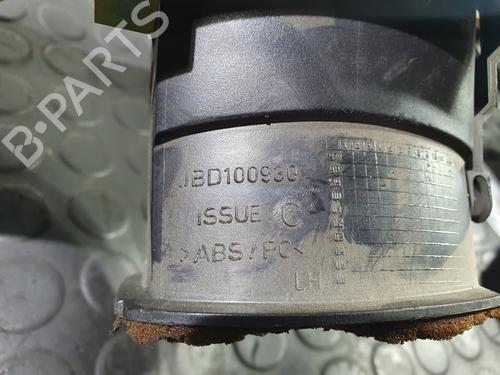 B-PARTS
JBD100930
ISSUE C
>ABS/PC<
LH